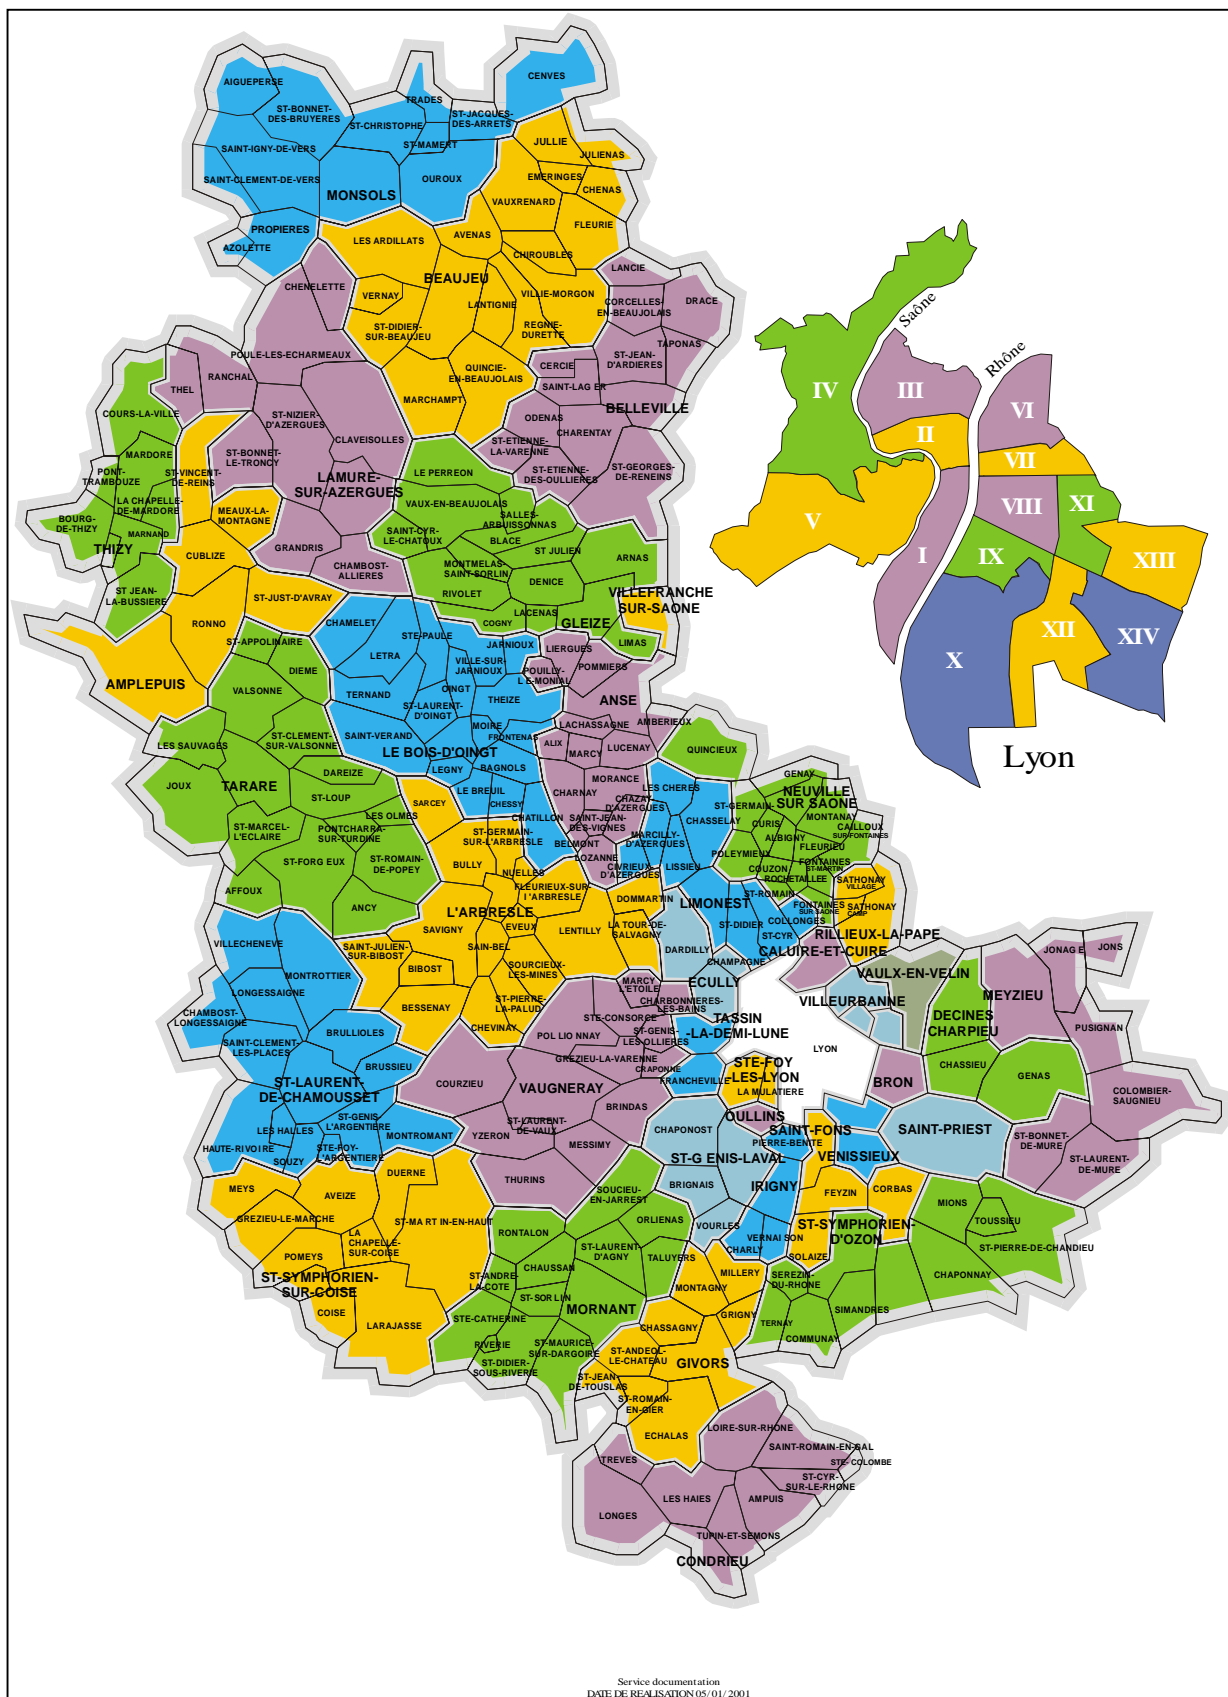 AIGUEPERSE
CENVES
ST-BONNET-
DES-BRUYERES
TRADES
ST-CHRISTOPHE
ST-JACQUES-
DES-ARRETS
ST-MAMERT
SAINT-IGNY-DE-VERS
SAINT-CLEMENT-DE-VERS
MONSOLS
OUROUX
PROPIERES
AZOLETTE
JULLIE
JULIENAS
EMERINGES
CHENAS
VAUXRENARD
FLEURIE
LES ARDILLATS
AVENAS
CHIROUBLES
BEAUJEU
VERNAY
LANTIGNIE
VILLIE-MORGON
ST-DIDIER-
SUR-BEAUJEU
REGNIE-
DURETTE
QUINCIE-
EN-BEAUJOLAIS
MARCHAMPT
LANCIE
CORCELLES-
EN-BEAUJOLAIS
DRACE
TAPONAS
ST-JEAN-
D'ARDIERES
CERCIE
SAINT-LAG ER
BELLEVILLE
ODENAS
CHARENTAY
ST-ETIENNE-
LA-VARENNE
ST-ETIENNE-
DES-OULLIERES
ST-GEORGES-
DE-RENEINS
CHENELETTE
POULE-LES-ECHARMEAUX
RANCHAL
THEL
ST-NIZIER-
D'AZERGUES
CLAVEISOLLES
ST-BONNET-
LE-TRONCY
LAMURE-
SUR-AZERGUES
GRANDRIS
CHAMBOST-
ALLIERES
COURS-LA-VILLE
MARDORE
PONT-
TRAMBOUZE
LA CHAPELLE-
DE-MARDORE
BOURG-
DE-THIZY
MARNAND
THIZY
ST JEAN-
LA-BUSSIERE
ST-VINCENT-
DE-REINS
MEAUX-LA-
MONTAGNE
CUBLIZE
ST-JUST-D'AVRAY
RONNO
AMPLEPUIS
LE PERREON
VAUX-EN-BEAUJOLAIS
SALLES-
ARBUISSONNAS
SAINT-CYR-
LE-CHATOUX
BLACE
ST JULIEN
ARNAS
MONTMELAS-
SAINT-SORLIN
DENICE
RIVOLET
LACENAS
COGNY
GLEIZE
VILLEFRANCHE
SUR-SAONE
LIMAS
CHAMELET
STE-PAULE
JARNIOUX
LETRA
VILLE-SUR-
JARNIOUX
OINGT
TERNAND
ST-LAURENT-
D'OINGT
THEIZE
MOIRE
FRONTENAS
SAINT-VERAND
LE BOIS-D'OINGT
LEGNY
BAGNOLS
LE BREUIL
CHESSY
CHATILLON
LIERGUES
POUILLY-
LE-MONIAL
POMMIERS
ANSE
LACHASSAGNE
AMBERIEUX
ALIX
MARCY
LUCENAY
MORANCE
CHARNAY
CHAZAY-
D'AZERGUES
SAINT-JEAN-
DES-VIGNES
BELMONT
LOZANNE
CIVRIEUX-
D'AZERGUES
ST-APPOLINAIRE
DIEME
VALSONNE
ST-CLEMENT-
SUR-VALSONNE
LES SAUVAGES
JOUX
TARARE
DAREIZE
ST-LOUP
LES OLMES
ST-MARCEL-
L'ECLAIRE
PONTCHARRA-
SUR-TURDINE
ST-FORG EUX
ST-ROMAIN-
DE-POPEY
AFFOUX
ANCY
SARCEY
ST-GERMAIN-
SUR-L'ARBRESLE
BULLY
NUELLES
FLEURIEUX-SUR-
l'ARBRESLE
L'ARBRESLE
EVEUX
LENTILLY
SAVIGNY
SAIN-BEL
SAINT-JULIEN-
SUR-BIBOST
BIBOST
SOURCIEUX-
LES-MINES
BESSENAY
ST-PIERRE-
LA-PALUD
CHEVINAY
DOMMARTIN
LA TOUR-DE-
SALVAGNY
QUINCIEUX
LES CHERES
CHASSELAY
MARCILLY-
D'AZERGUES
LISSIEU
LIMONEST
ST-DIDIER
ST-CYR
COLLONGES
DARDILLY
CHAMPAGNE
ECULLY
GENAY
NEUVILLE
SUR SAONE
ST-GERMAIN-
MONTANAY
CURIS
ALBIGNY
CAILLOUX
SUR-FONTAINES
FLEURIEU
POLEYMIEUX
COUZON
FONTAINES
ST-MARTIN
ROCHETAILLEE
ST-ROMAIN
FONTAINES
SUR SAONE
SATHONAY
VILLAGE
SATHONAY
CAMP
RILLIEUX-LA-PAPE
CALUIRE-ET-CUIRE
VAULX-EN-VELIN
VILLEURBANNE
DECINES
CHARPIEU
MEYZIEU
JONAG E
JONS
PUSIGNAN
CHASSIEU
GENAS
COLOMBIER-
SAUGNIEU
ST-BONNET-
DE-MURE
ST-LAURENT-
DE-MURE
LYON
BRON
SAINT-PRIEST
VILLECHENEVE
MONTROTTIER
LONGESSAIGNE
CHAMBOST-
LONGESSAIGNE
SAINT-CLEMENT-
LES-PLACES
BRULLIOLES
BRUSSIEU
ST-LAURENT-
DE-CHAMOUSSET
ST-GENIS
L'ARGENTIERE
LES HALLES
MONTROMANT
HAUTE-RIVOIRE
SOUZY
STE-FOY-
L'ARGENTIERE
MARCY
L'ETOILE
CHARBONNIERES-
LES-BAINS
STE-CONSORCE
POL LIO NNAY
ST-GENIS-
LES-OLLIERES
GREZIEU-LA-VARENNE
CRAPONNE
COURZIEU
VAUGNERAY
BRINDAS
ST-LAURENT-
DE-VAUX
YZERON
MESSIMY
THURINS
TASSIN
-LA-DEMI-LUNE
FRANCHEVILLE
STE-FOY
-LES-LYON
LA MULATIERE
OULLINS
PIERRE-BENITE
SAINT-FONS
VENISSIEUX
CHAPONOST
ST-G ENIS-LAVAL
BRIGNAIS
VOURLES
IRIGNY
VERNAI SON
CHARLY
FEYZIN
CORBAS
ST-SYMPHORIEN-
D'OZON
SOLAIZE
MIONS
TOUSSIEU
ST-PIERRE-DE-CHANDIEU
CHAPONNAY
SEREZIN-
DU-RHONE
SIMANDRES
TERNAY
COMMUNAY
MEYS
DUERNE
AVEIZE
GREZIEU-LE-MARCHE
ST-MA RT IN-EN-HAUT
LA
CHAPELLE-
SUR-COISE
POMEYS
ST-SYMPHORIEN-
SUR-COISE
COISE
LARAJASSE
SOUCIEU-
EN-JARREST
ORLIENAS
RONTALON
ST-LAURENT-
D'AGNY
TALUYERS
CHAUSSAN
ST-ANDRE-
LA-COTE
ST-SOR LIN
MORNANT
STE-CATHERINE
RIVERIE
ST-MAURICE-
SUR-DARGOIRE
ST-DIDIER-
SOUS-RIVERIE
MILLERY
MONTAGNY
GRIGNY
CHASSAGNY
ST-ANDEOL-
LE-CHATEAU
GIVORS
ST-JEAN-
DE-TOUSLAS
ST-ROMAIN-
EN-GIER
ECHALAS
LOIRE-SUR-RHONE
SAINT-ROMAIN-EN-GAL
STE-COLOMBE
ST-CYR-
SUR-LE-RHONE
TREVES
LES HAIES
AMPUIS
LONGES
TUPIN-ET-SEMONS
CONDRIEU
Saône
Rhône
IV
III
II
VI
VII
VIII
XI
V
I
IX
XIII
XII
X
XIV
Lyon
Service documentation
DATE DE REALISATION 05/01/2001